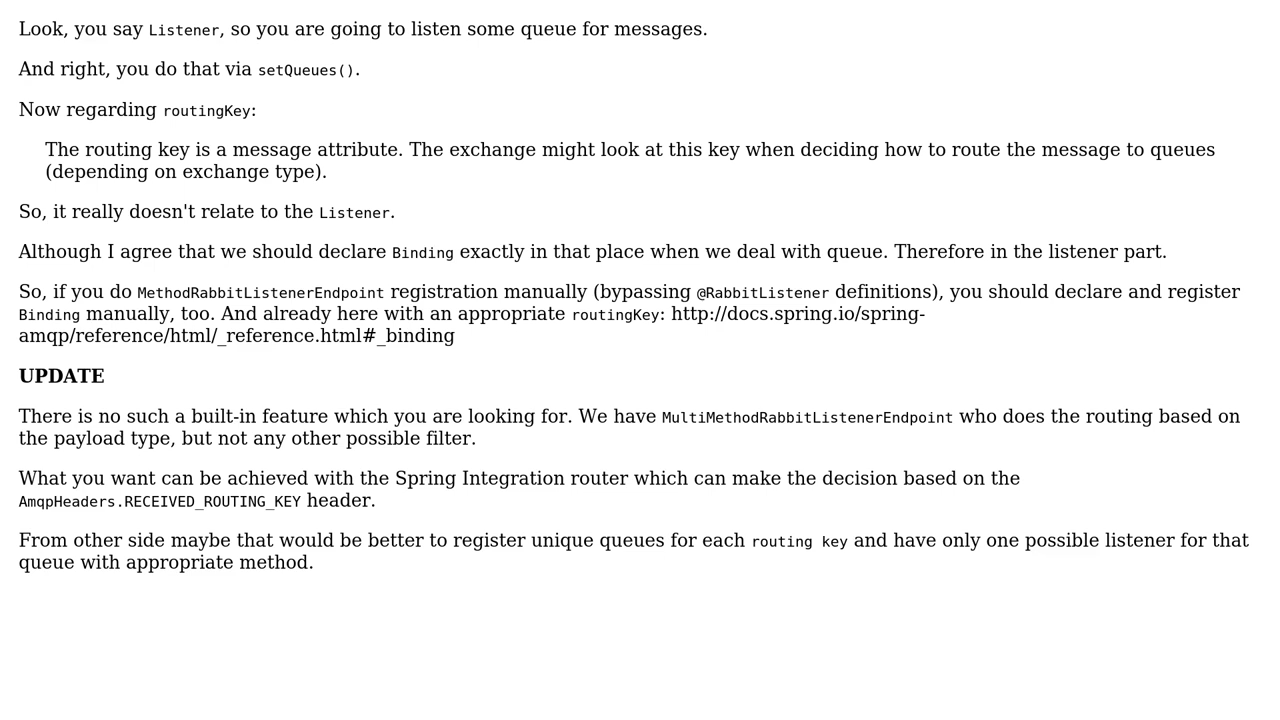 Look, you say Listener, so you are going to listen some queue for messages.
And right, you do that via setQueues().
Now regarding routingKey:
The routing key is a message attribute. The exchange might look at this key when deciding how to route the message to queues
(depending on exchange type).
So, it really doesn't relate to the Listener.
Although I agree that we should declare Binding exactly in that place when we deal with queue. Therefore in the listener part.
So, if you do MethodRabbitListenerEndpoint registration manually (bypassing @RabbitListener definitions), you should declare and register
Binding manually, too. And already here with an appropriate routingKey: http://docs.spring.io/spring-
amqp/reference/html/_reference.html#_binding
UPDATE
There is no such a built-in feature which you are looking for. We have MultiMethodRabbitListenerEndpoint who does the routing based on
the payload type, but not any other possible filter.
What you want can be achieved with the Spring Integration router which can make the decision based on the
AmqpHeaders.RECEIVED_ROUTING_KEY header.
From other side maybe that would be better to register unique queues for each routing key and have only one possible listener for that
queue with appropriate method.